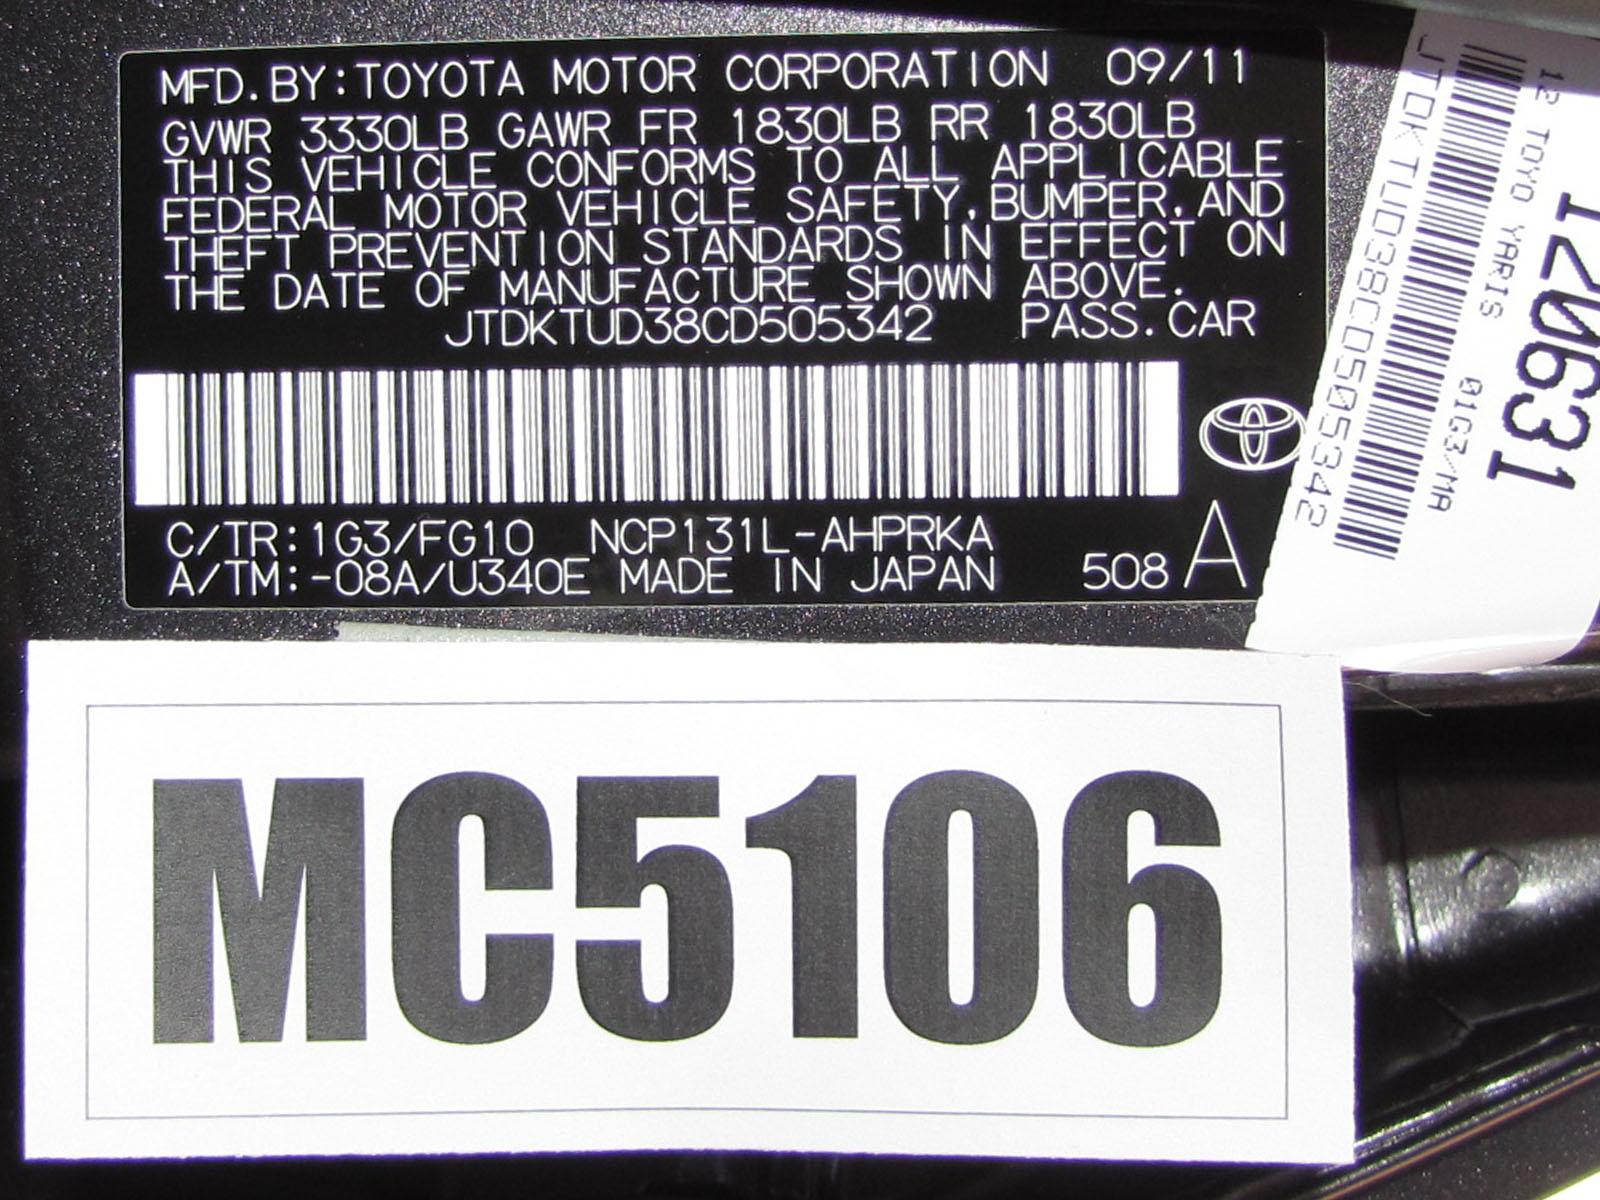 MFD. BY: TOYOTA MOTOR CORPORATION 09/11
GVWR 3330LB GAWR FR 1830LB RR 1830LB
THIS VEHICLE CONFORMS TO ALL APPLICABLE
FEDERAL MOTOR VEHICLE SAFETY, BUMPER, AND
THEFT PREVENTION STANDARDS IN EFFECT ON
THE DATE OF MANUFACTURE SHOWN ABOVE.
JTDKTUD38CD505342 PASS. CAR
C/TR: 1G3/FG10 NCP131L-AHPRKA
A/TM: -08A/U340E MADE IN JAPAN 508 A
120631
12 TOYO YARIS 01G3/MA
JTDKTUD38CD505342
MC5106